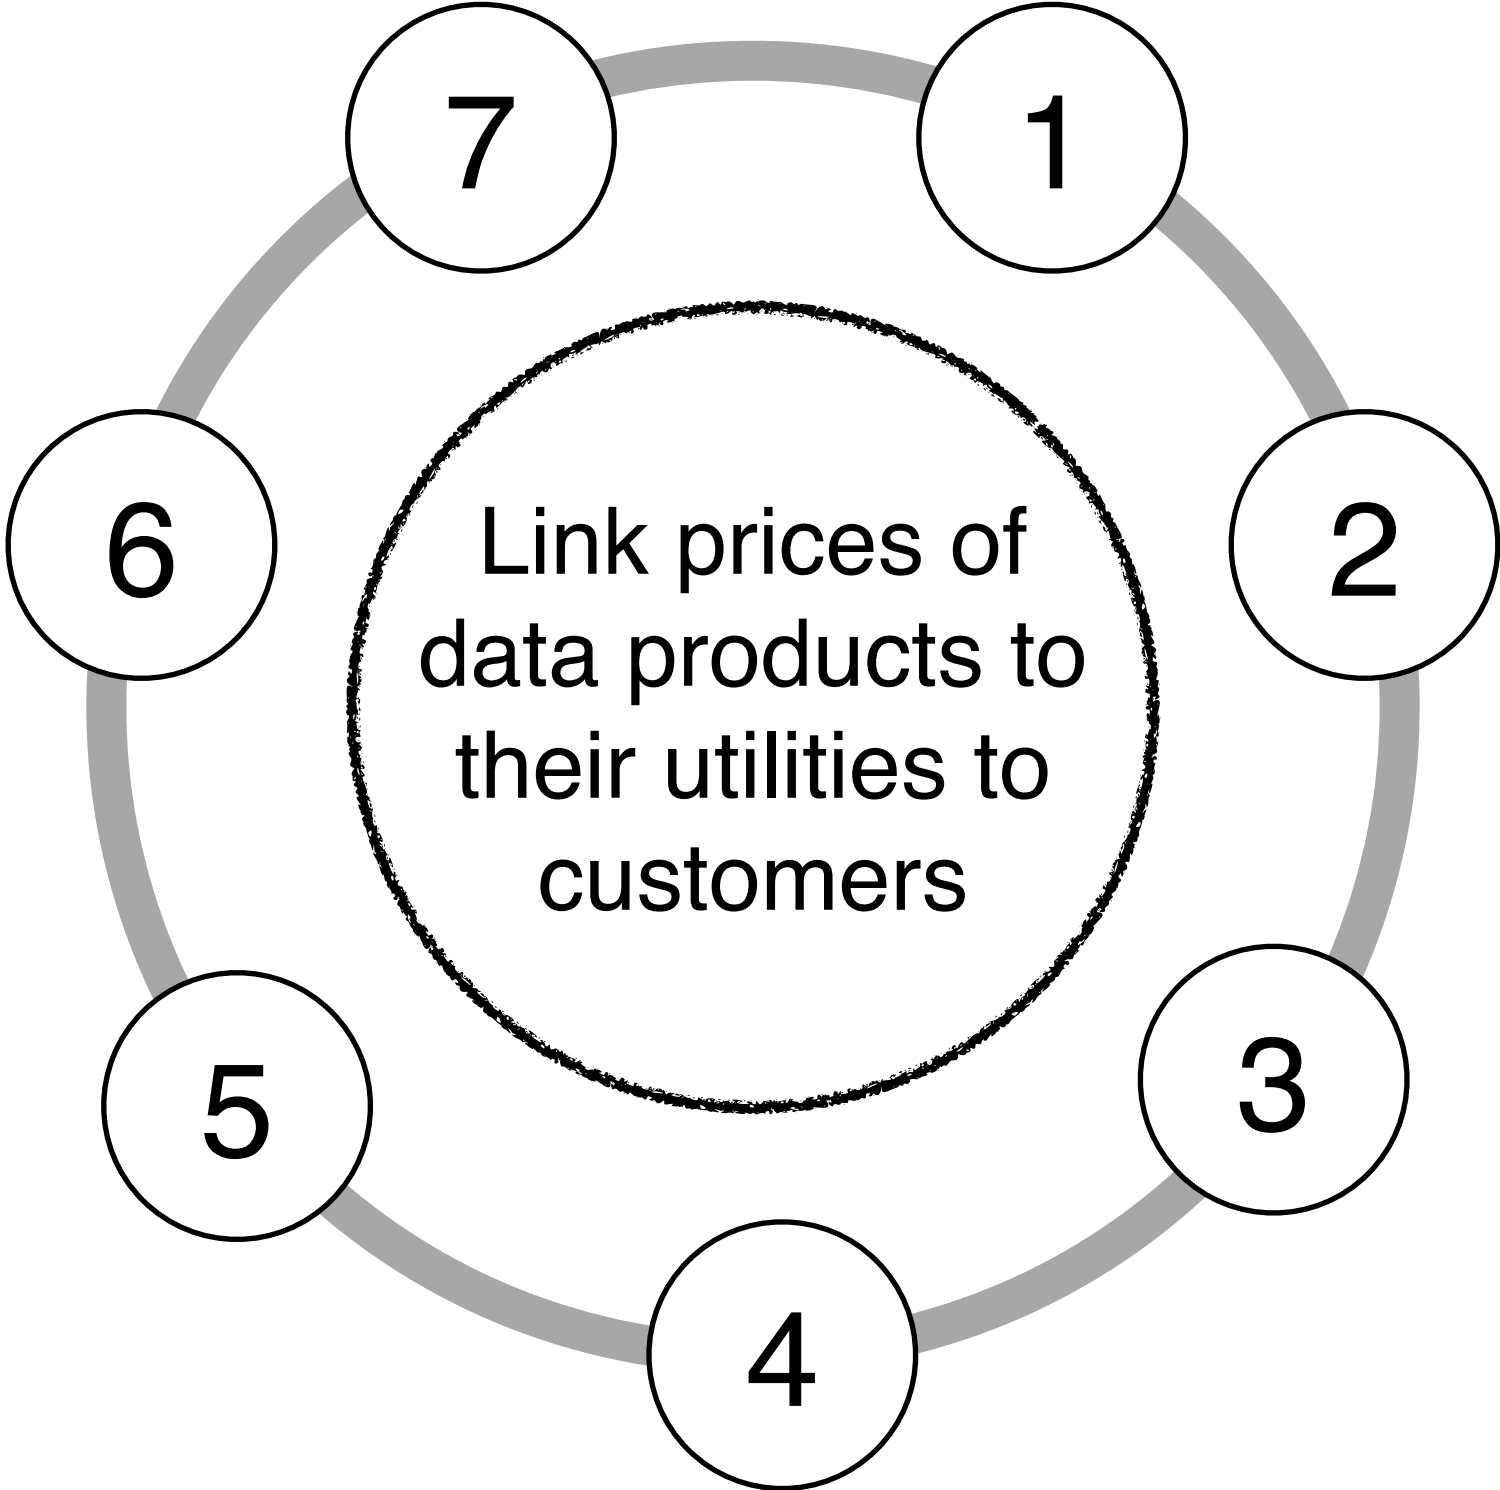 7
1
6
2
Link prices of
data products to
their utilities to
customers
5
3
4